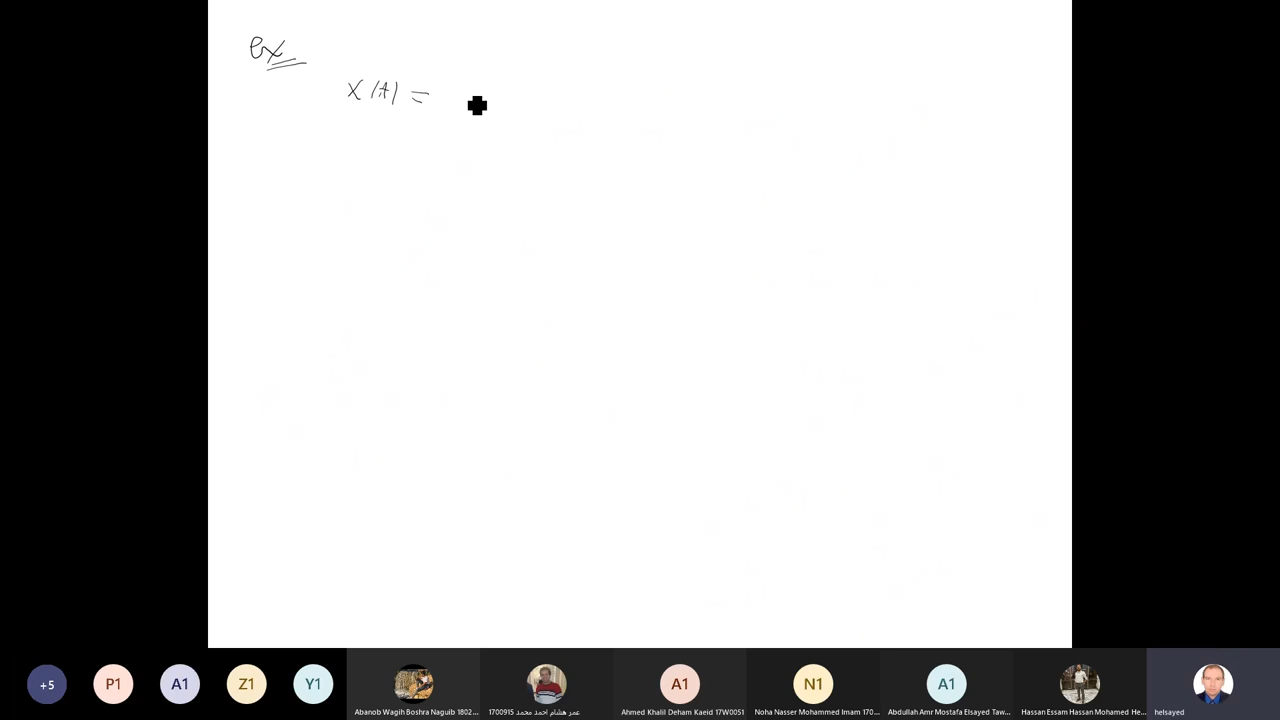 ex
X(A) =
+5
P1
A1
Z1
Y1
A1
N1
A1
Abanob Wagih Boshra Naguib 1802...
عمر هشام احمد محمد 1700915
Ahmed Khalil Deham Kaeid 17W0051
Noha Nasser Mohammed Imam 170...
Abdullah Amr Mostafa Elsayed Taw...
Hassan Essam Hassan Mohamed He...
helsayed